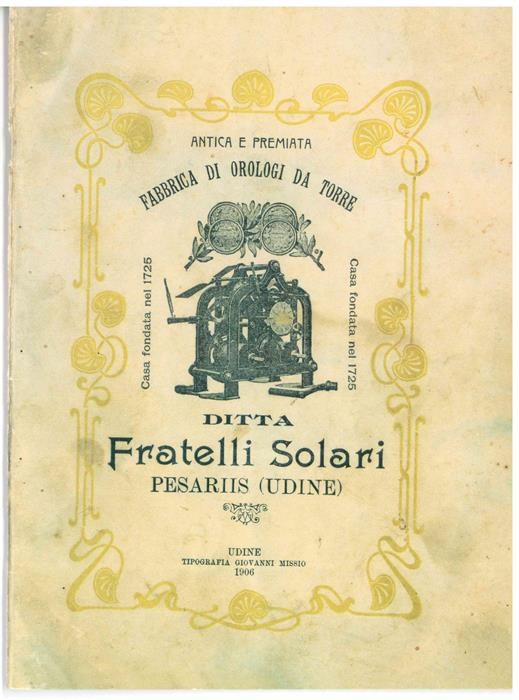 ANTICA E PREMIATA
FABBRICA DI OROLOGI DA TORRE
Casa fondata nel 1725
Casa fondata nel 1725
DITTA
Fratelli Solari
PESARIIS (UDINE)
UDINE
TIPOGRAFIA GIOVANNI MISSIO
1906